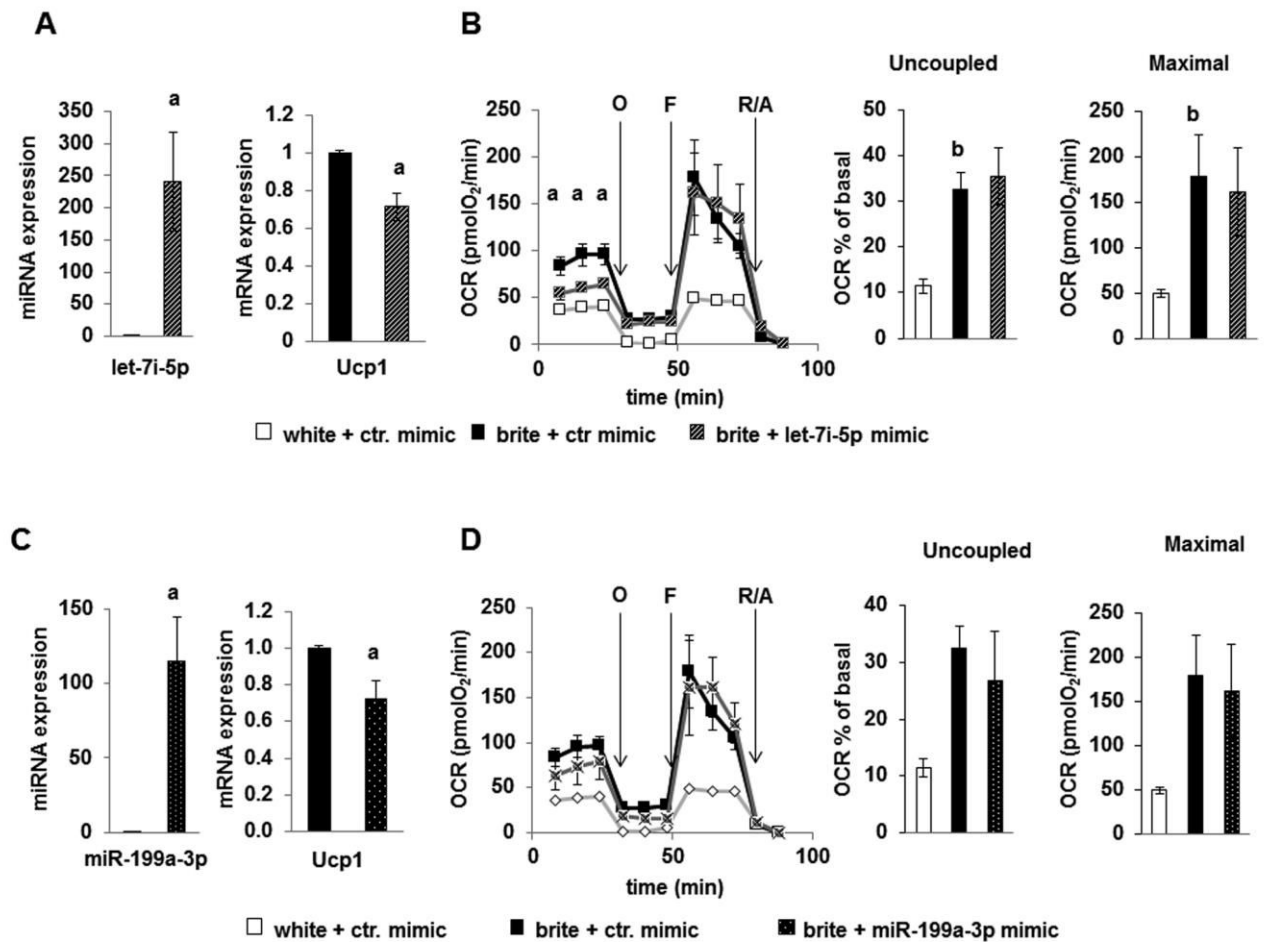 A
B
Uncoupled
Maximal
a
a
miRNA expression
350
300
250
200
150
100
50
0
let-7i-5p
mRNA expression
1.2
1
0.8
0.6
0.4
0.2
0
Ucp1
O F R/A
a a a
OCR (pmolO₂/min)
250
200
150
100
50
0
0 50 100
time (min)
b
OCR % of basal
50
40
30
20
10
0
b
OCR (pmolO₂/min)
250
200
150
100
50
0
white + ctr. mimic brite + ctr mimic brite + let-7i-5p mimic
C
D
Uncoupled
Maximal
a
a
miRNA expression
150
100
50
0
miR-199a-3p
mRNA expression
1.2
1.0
0.8
0.6
0.4
0.2
0.0
Ucp1
O F R/A
OCR (pmolO₂/min)
250
200
150
100
50
0
0 50 100
time (min)
OCR % of basal
40
30
20
10
0
OCR (pmolO₂/min)
250
200
150
100
50
0
white + ctr. mimic brite + ctr. mimic brite + miR-199a-3p mimic